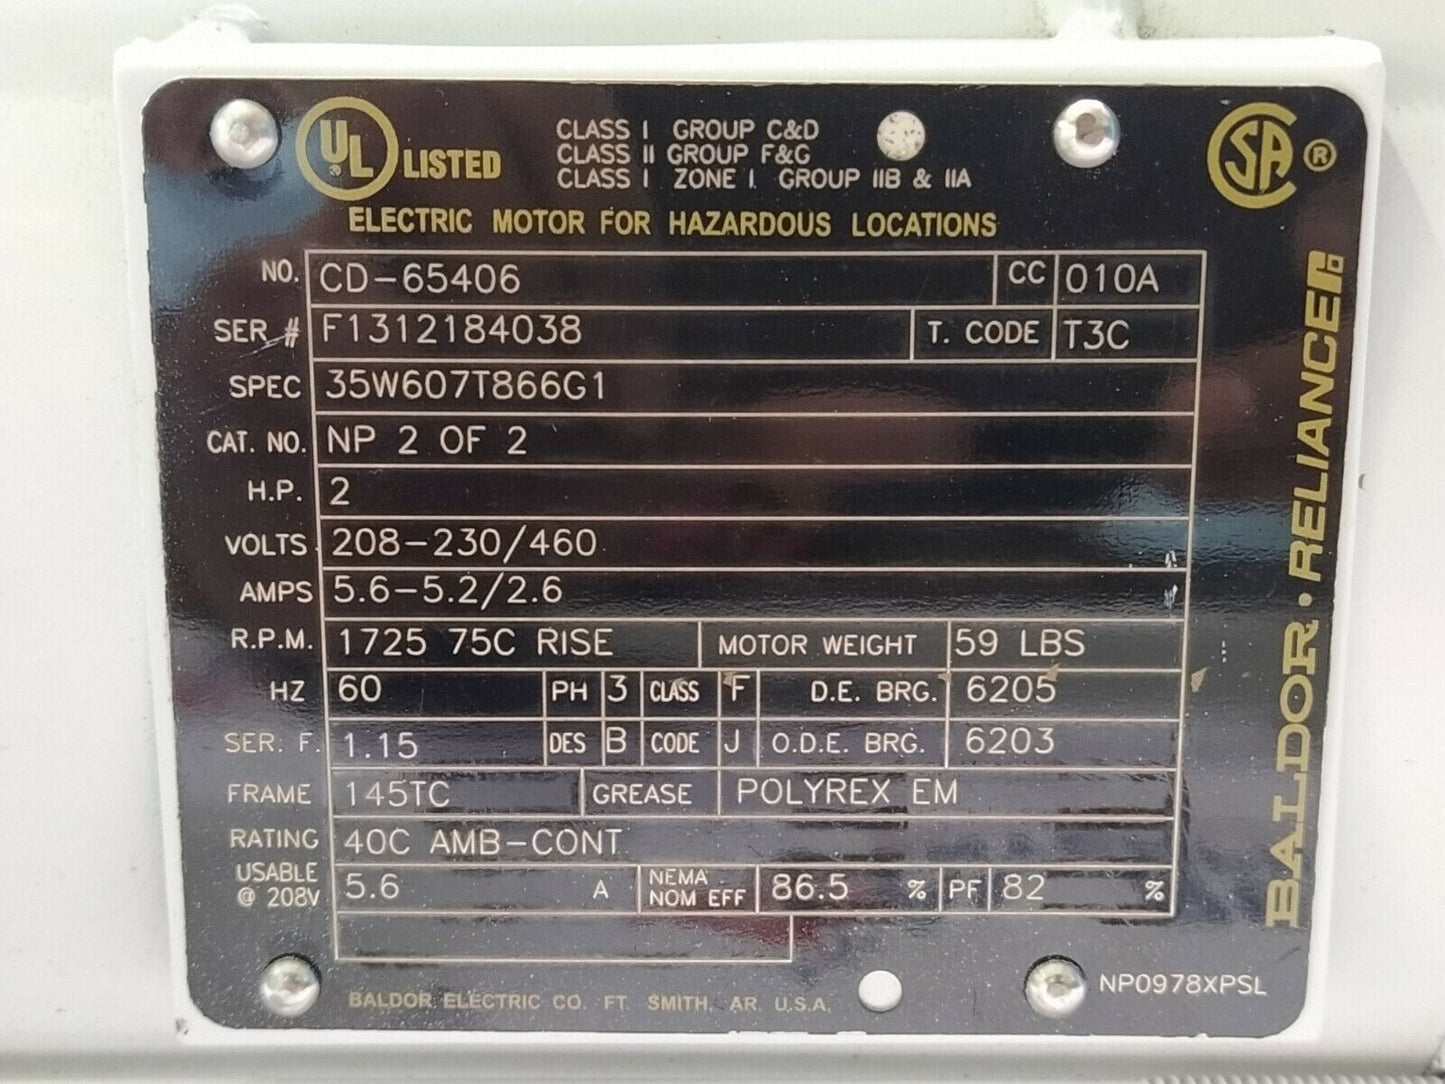 UL LISTED
CLASS I GROUP C&D
CLASS II GROUP F&G
CLASS I ZONE I GROUP IIB & IIA
SA ®
ELECTRIC MOTOR FOR HAZARDOUS LOCATIONS
NO. CD-65406 CC 010A
SER.# F1312184038 T. CODE T3C
SPEC 35W607T866G1
CAT. NO. NP 2 OF 2
H.P. 2
VOLTS 208-230/460
AMPS 5.6-5.2/2.6
R.P.M. 1725 75C RISE MOTOR WEIGHT 59 LBS
HZ 60 PH 3 CLASS F D.E. BRG. 6205
SER. F. 1.15 DES B CODE J O.D.E. BRG. 6203
FRAME 145TC GREASE POLYREX EM
RATING 40C AMB-CONT
USABLE @ 208V 5.6 A NEMA NOM EFF 86.5 % PF 82 %
BALDOR ELECTRIC CO. FT. SMITH, AR. U.S.A.
NP0978XPSL
BALDOR·RELIANCE